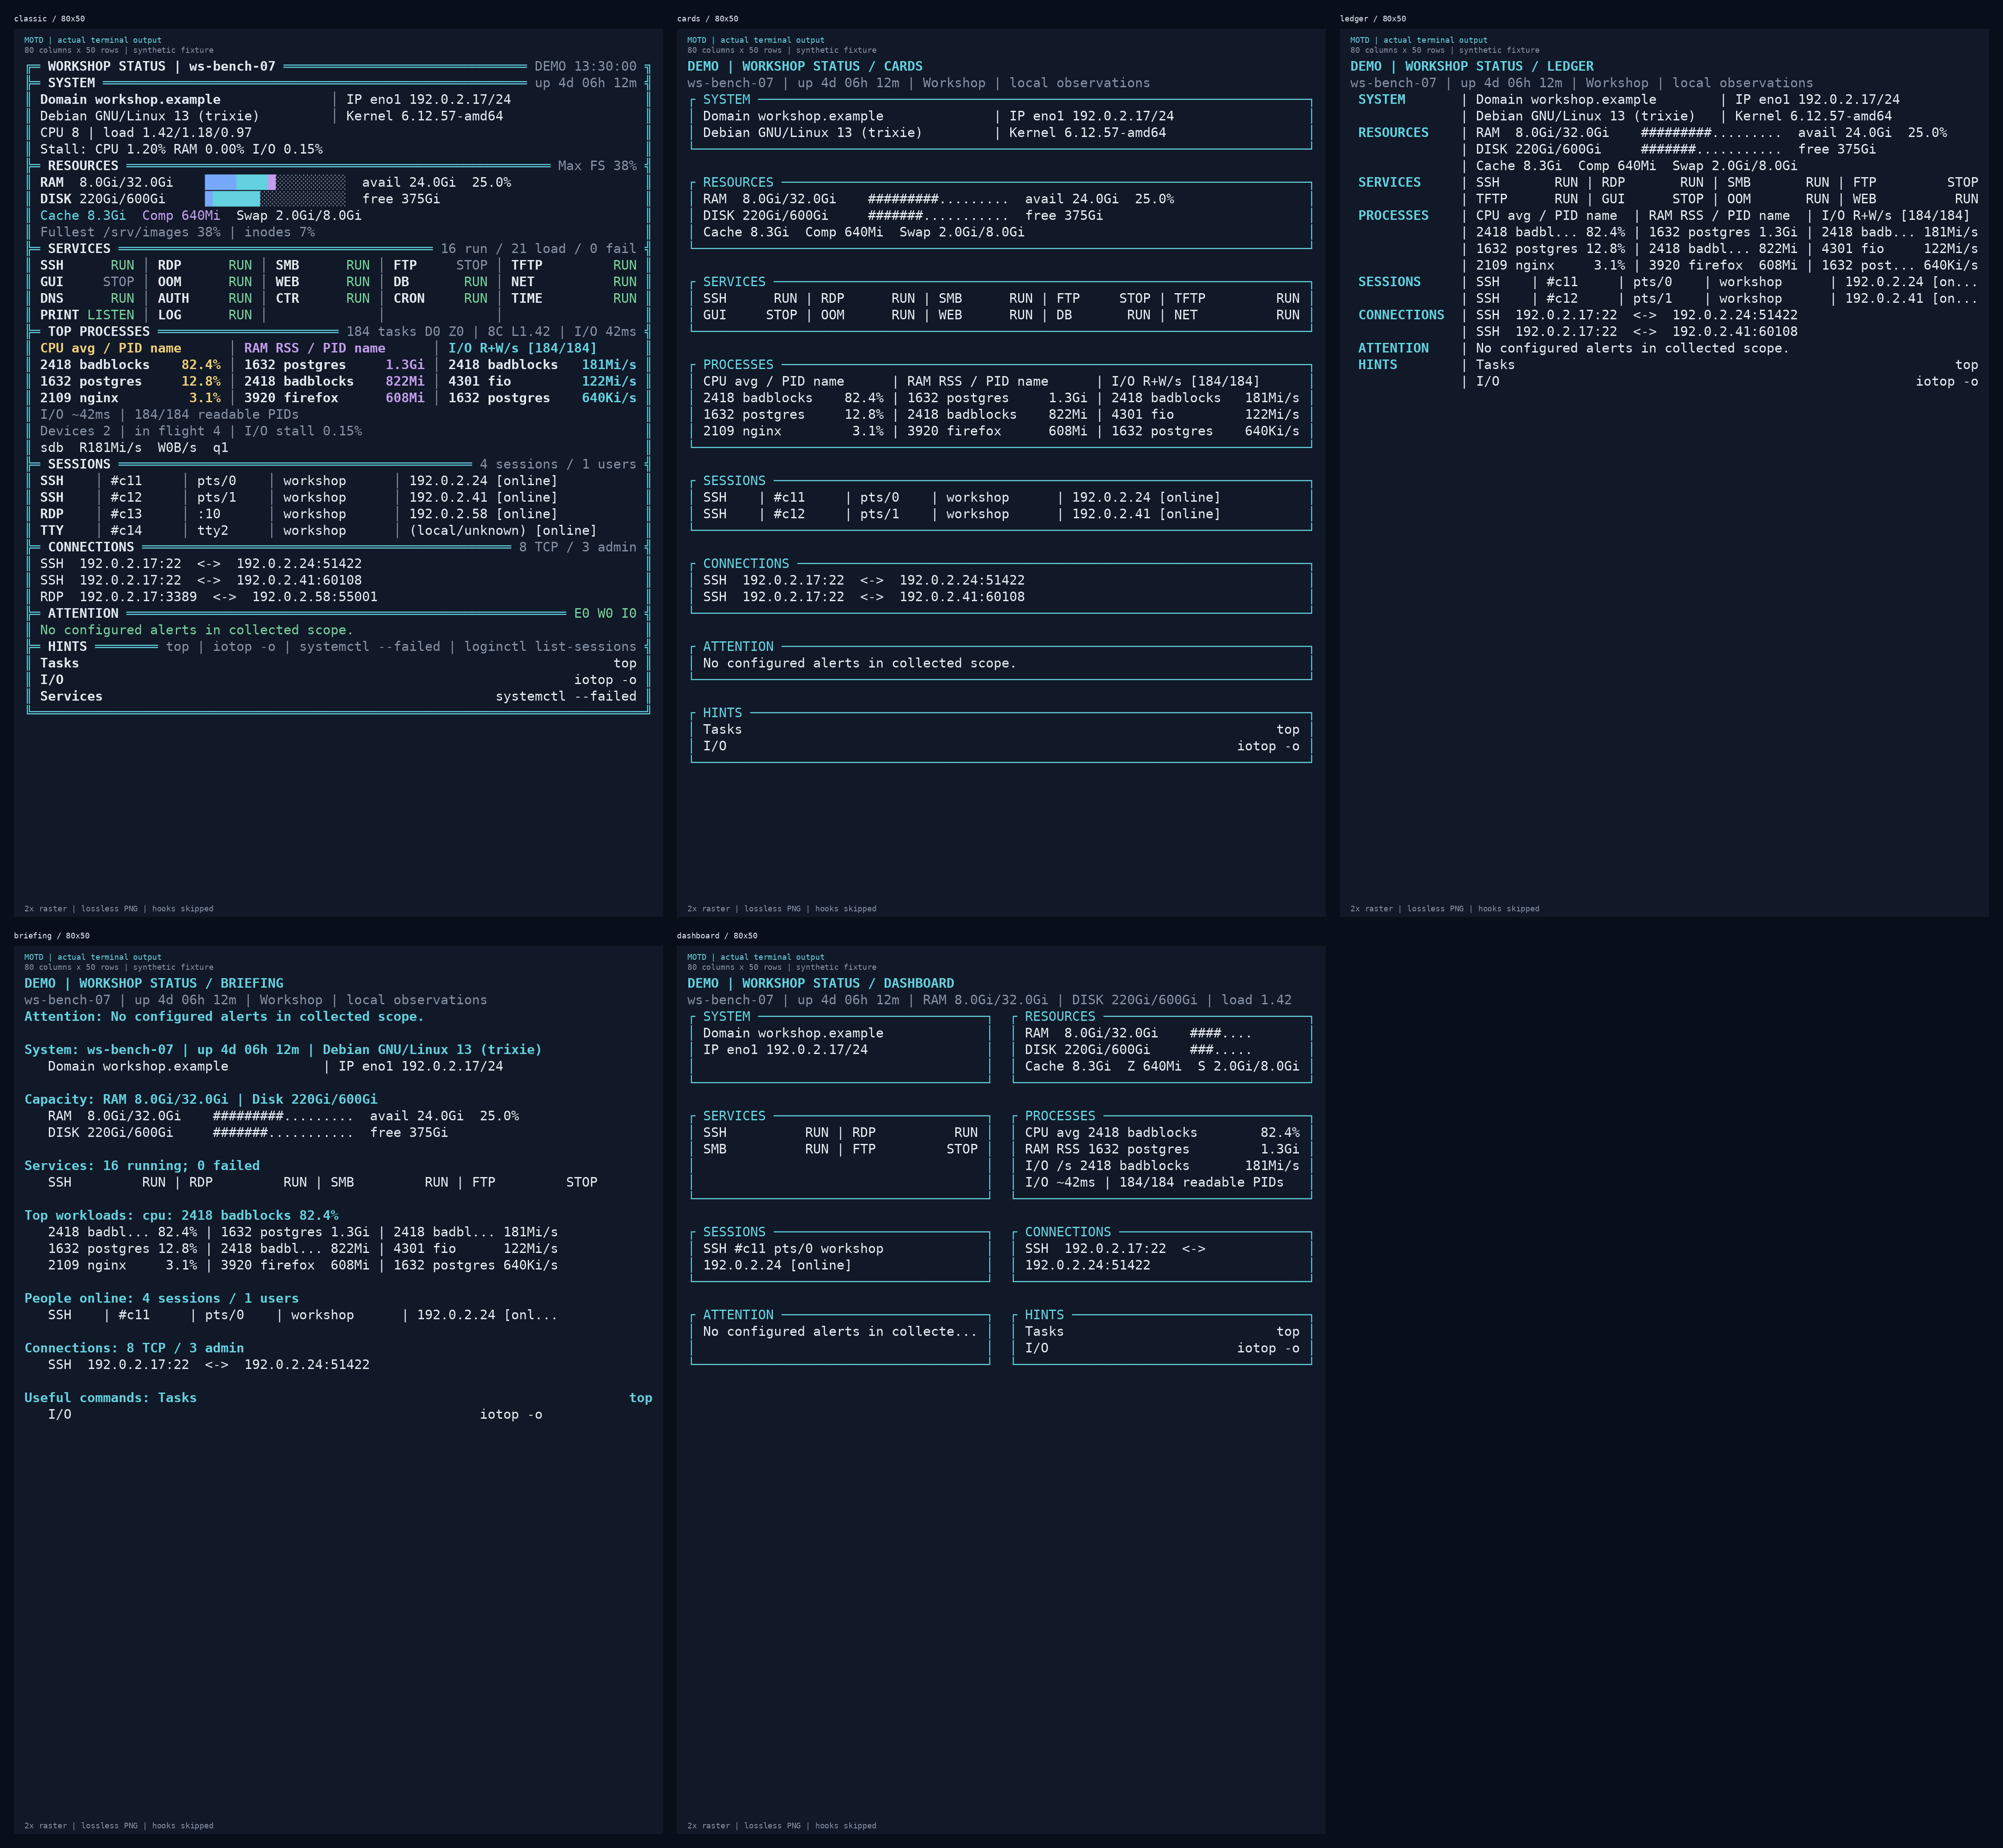 classic / 80x50
MOTD | actual terminal output
80 columns x 50 rows | synthetic fixture
WORKSHOP STATUS | ws-bench-07 DEMO 13:30:00
SYSTEM up 4d 06h 12m
Domain workshop.example | IP eno1 192.0.2.17/24
Debian GNU/Linux 13 (trixie) | Kernel 6.12.57-amd64
CPU 8 | load 1.42/1.18/0.97
Stall: CPU 1.20% RAM 0.00% I/O 0.15%
RESOURCES Max FS 38%
RAM 8.0Gi/32.0Gi avail 24.0Gi 25.0%
DISK 220Gi/600Gi free 375Gi
Cache 8.3Gi Comp 640Mi Swap 2.0Gi/8.0Gi
Fullest /srv/images 38% | inodes 7%
SERVICES 16 run / 21 load / 0 fail
SSH RUN | RDP RUN | SMB RUN | FTP STOP | TFTP RUN
GUI STOP | OOM RUN | WEB RUN | DB RUN | NET RUN
DNS RUN | AUTH RUN | CTR RUN | CRON RUN | TIME RUN
PRINT LISTEN | LOG RUN | | |
TOP PROCESSES 184 tasks D0 Z0 | 8C L1.42 | I/O 42ms
CPU avg / PID name | RAM RSS / PID name | I/O R+W/s [184/184]
2418 badblocks 82.4% | 1632 postgres 1.3Gi | 2418 badblocks 181Mi/s
1632 postgres 12.8% | 2418 badblocks 822Mi | 4301 fio 122Mi/s
2109 nginx 3.1% | 3920 firefox 608Mi | 1632 postgres 640Ki/s
I/O ~42ms | 184/184 readable PIDs
Devices 2 | in flight 4 | I/O stall 0.15%
sdb R181Mi/s W0B/s q1
SESSIONS 4 sessions / 1 users
SSH | #c11 | pts/0 | workshop | 192.0.2.24 [online]
SSH | #c12 | pts/1 | workshop | 192.0.2.41 [online]
RDP | #c13 | :10 | workshop | 192.0.2.58 [online]
TTY | #c14 | tty2 | workshop | (local/unknown) [online]
CONNECTIONS 8 TCP / 3 admin
SSH 192.0.2.17:22 <-> 192.0.2.24:51422
SSH 192.0.2.17:22 <-> 192.0.2.41:60108
RDP 192.0.2.17:3389 <-> 192.0.2.58:55001
ATTENTION E0 W0 I0
No configured alerts in collected scope.
HINTS top | iotop -o | systemctl --failed | loginctl list-sessions
Tasks top
I/O iotop -o
Services systemctl --failed
2x raster | lossless PNG | hooks skipped
cards / 80x50
MOTD | actual terminal output
80 columns x 50 rows | synthetic fixture
DEMO | WORKSHOP STATUS / CARDS
ws-bench-07 | up 4d 06h 12m | Workshop | local observations
SYSTEM
Domain workshop.example | IP eno1 192.0.2.17/24
Debian GNU/Linux 13 (trixie) | Kernel 6.12.57-amd64
RESOURCES
RAM 8.0Gi/32.0Gi #########......... avail 24.0Gi 25.0%
DISK 220Gi/600Gi #######........... free 375Gi
Cache 8.3Gi Comp 640Mi Swap 2.0Gi/8.0Gi
SERVICES
SSH RUN | RDP RUN | SMB RUN | FTP STOP | TFTP RUN
GUI STOP | OOM RUN | WEB RUN | DB RUN | NET RUN
PROCESSES
CPU avg / PID name | RAM RSS / PID name | I/O R+W/s [184/184]
2418 badblocks 82.4% | 1632 postgres 1.3Gi | 2418 badblocks 181Mi/s
1632 postgres 12.8% | 2418 badblocks 822Mi | 4301 fio 122Mi/s
2109 nginx 3.1% | 3920 firefox 608Mi | 1632 postgres 640Ki/s
SESSIONS
SSH | #c11 | pts/0 | workshop | 192.0.2.24 [online]
SSH | #c12 | pts/1 | workshop | 192.0.2.41 [online]
CONNECTIONS
SSH 192.0.2.17:22 <-> 192.0.2.24:51422
SSH 192.0.2.17:22 <-> 192.0.2.41:60108
ATTENTION
No configured alerts in collected scope.
HINTS
Tasks top
I/O iotop -o
2x raster | lossless PNG | hooks skipped
ledger / 80x50
MOTD | actual terminal output
80 columns x 50 rows | synthetic fixture
DEMO | WORKSHOP STATUS / LEDGER
ws-bench-07 | up 4d 06h 12m | Workshop | local observations
SYSTEM | Domain workshop.example | IP eno1 192.0.2.17/24
| Debian GNU/Linux 13 (trixie) | Kernel 6.12.57-amd64
RESOURCES | RAM 8.0Gi/32.0Gi #########......... avail 24.0Gi 25.0%
| DISK 220Gi/600Gi #######........... free 375Gi
| Cache 8.3Gi Comp 640Mi Swap 2.0Gi/8.0Gi
SERVICES | SSH RUN | RDP RUN | SMB RUN | FTP STOP
| TFTP RUN | GUI STOP | OOM RUN | WEB RUN
PROCESSES | CPU avg / PID name | RAM RSS / PID name | I/O R+W/s [184/184]
| 2418 badbl... 82.4% | 1632 postgres 1.3Gi | 2418 badb... 181Mi/s
| 1632 postgres 12.8% | 2418 badbl... 822Mi | 4301 fio 122Mi/s
| 2109 nginx 3.1% | 3920 firefox 608Mi | 1632 post... 640Ki/s
SESSIONS | SSH | #c11 | pts/0 | workshop | 192.0.2.24 [on...
| SSH | #c12 | pts/1 | workshop | 192.0.2.41 [on...
CONNECTIONS | SSH 192.0.2.17:22 <-> 192.0.2.24:51422
| SSH 192.0.2.17:22 <-> 192.0.2.41:60108
ATTENTION | No configured alerts in collected scope.
HINTS | Tasks top
| I/O iotop -o
2x raster | lossless PNG | hooks skipped
briefing / 80x50
MOTD | actual terminal output
80 columns x 50 rows | synthetic fixture
DEMO | WORKSHOP STATUS / BRIEFING
ws-bench-07 | up 4d 06h 12m | Workshop | local observations
Attention: No configured alerts in collected scope.
System: ws-bench-07 | up 4d 06h 12m | Debian GNU/Linux 13 (trixie)
Domain workshop.example | IP eno1 192.0.2.17/24
Capacity: RAM 8.0Gi/32.0Gi | Disk 220Gi/600Gi
RAM 8.0Gi/32.0Gi #########......... avail 24.0Gi 25.0%
DISK 220Gi/600Gi #######........... free 375Gi
Services: 16 running; 0 failed
SSH RUN | RDP RUN | SMB RUN | FTP STOP
Top workloads: cpu: 2418 badblocks 82.4%
2418 badbl... 82.4% | 1632 postgres 1.3Gi | 2418 badbl... 181Mi/s
1632 postgres 12.8% | 2418 badbl... 822Mi | 4301 fio 122Mi/s
2109 nginx 3.1% | 3920 firefox 608Mi | 1632 postgres 640Ki/s
People online: 4 sessions / 1 users
SSH | #c11 | pts/0 | workshop | 192.0.2.24 [onl...
Connections: 8 TCP / 3 admin
SSH 192.0.2.17:22 <-> 192.0.2.24:51422
Useful commands: Tasks top
I/O iotop -o
2x raster | lossless PNG | hooks skipped
dashboard / 80x50
MOTD | actual terminal output
80 columns x 50 rows | synthetic fixture
DEMO | WORKSHOP STATUS / DASHBOARD
ws-bench-07 | up 4d 06h 12m | RAM 8.0Gi/32.0Gi | DISK 220Gi/600Gi | load 1.42
SYSTEM
Domain workshop.example
IP eno1 192.0.2.17/24
RESOURCES
RAM 8.0Gi/32.0Gi ####....
DISK 220Gi/600Gi ###.....
Cache 8.3Gi Z 640Mi S 2.0Gi/8.0Gi
SERVICES
SSH RUN | RDP RUN
SMB RUN | FTP STOP
PROCESSES
CPU avg 2418 badblocks 82.4%
RAM RSS 1632 postgres 1.3Gi
I/O /s 2418 badblocks 181Mi/s
I/O ~42ms | 184/184 readable PIDs
SESSIONS
SSH #c11 pts/0 workshop
192.0.2.24 [online]
CONNECTIONS
SSH 192.0.2.17:22 <->
192.0.2.24:51422
ATTENTION
No configured alerts in collecte...
HINTS
Tasks top
I/O iotop -o
2x raster | lossless PNG | hooks skipped